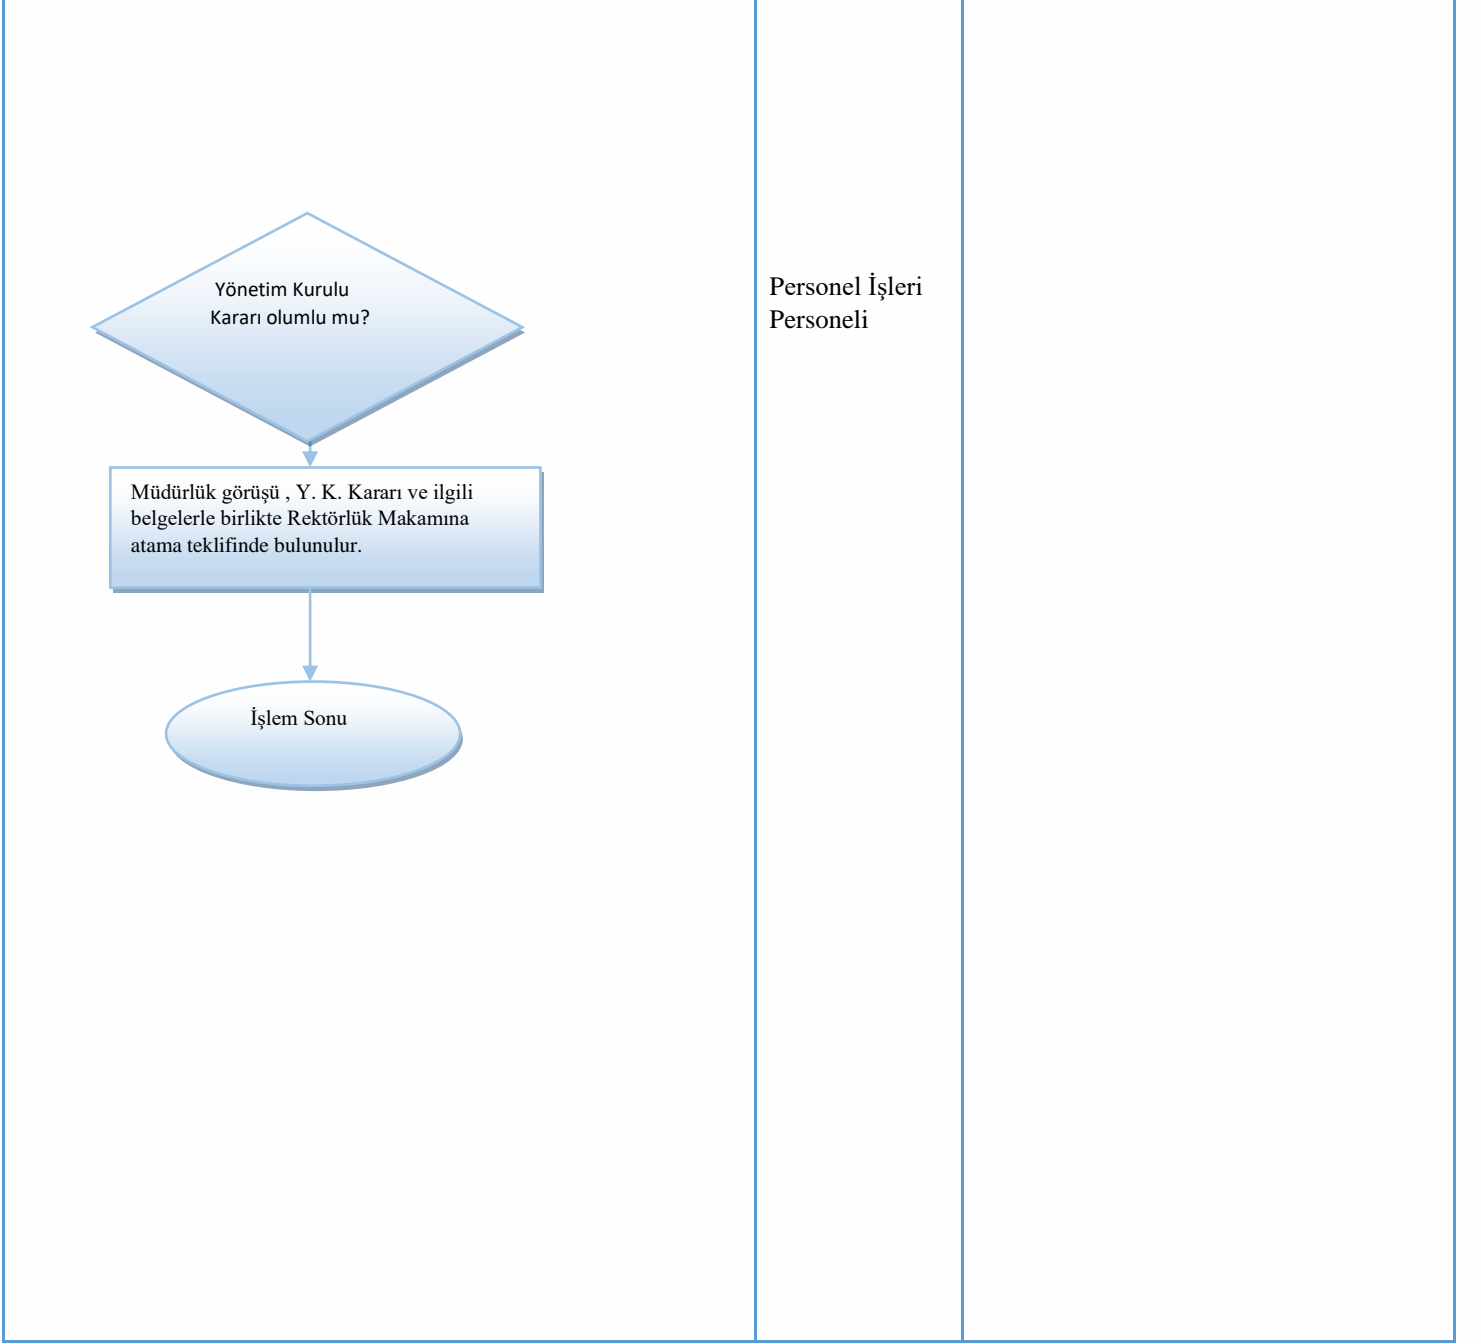 Yönetim Kurulu
Kararı olumlu mu?
Personel İşleri
Personeli
Müdürlük görüşü , Y. K. Kararı ve ilgili
belgelerle birlikte Rektörlük Makamına
atama teklifinde bulunulur.
İşlem Sonu